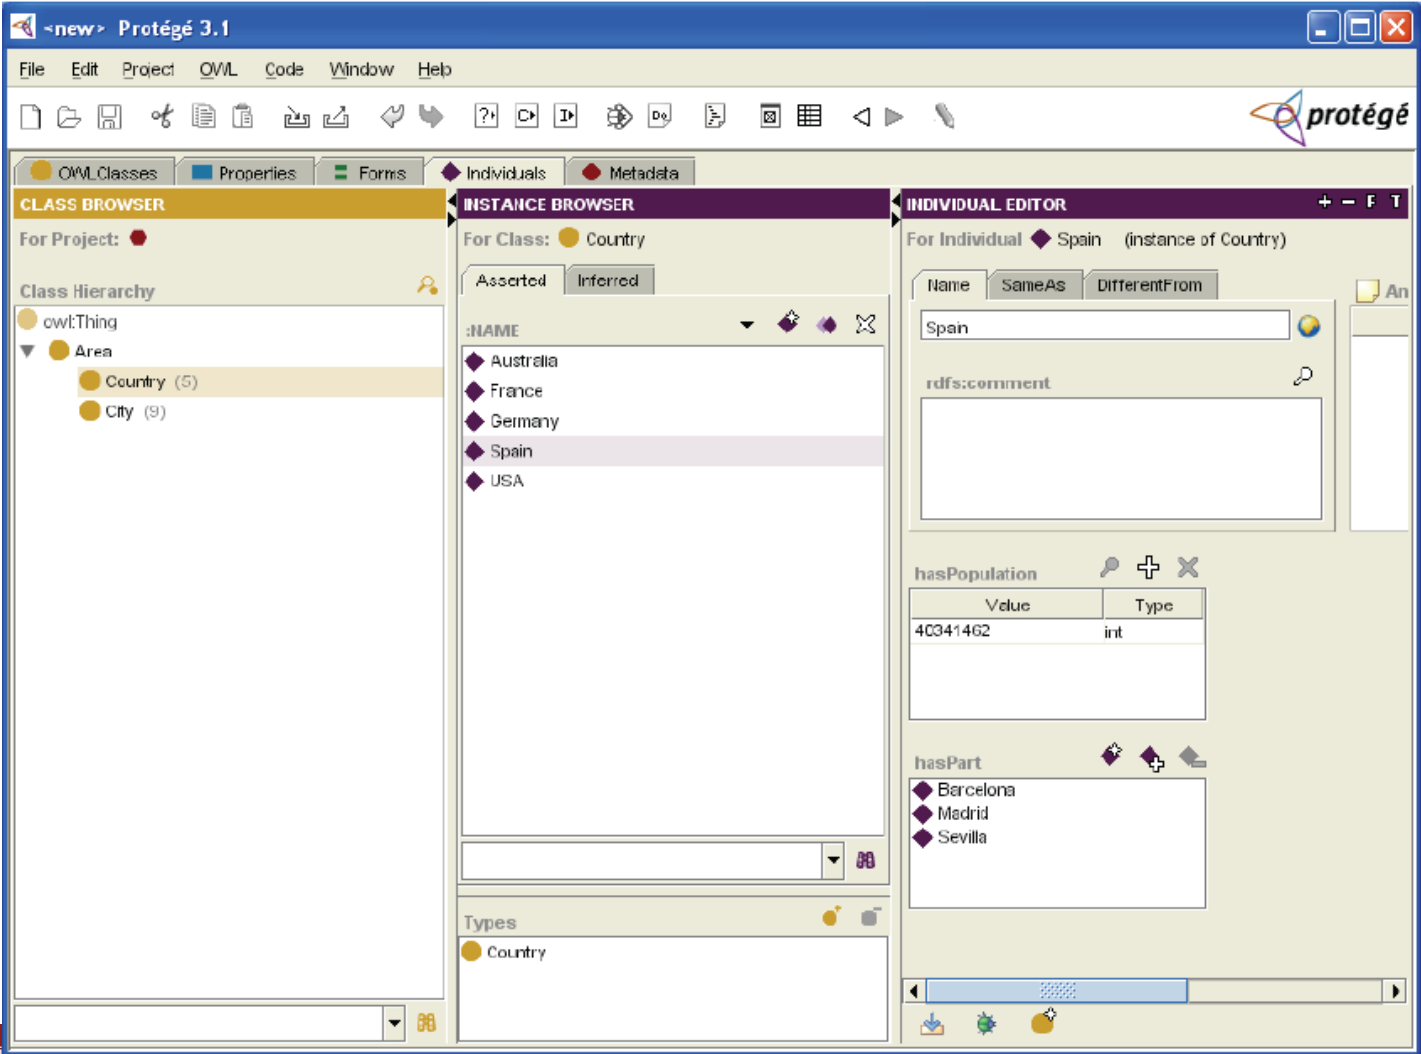 <new> Protégé 3.1
File Edit Project OWL Code Window Help
protégé
OWLClasses Properties Forms Individuals Metadata
CLASS BROWSER
For Project:
Class Hierarchy
owl:Thing
Area
Country (5)
City (9)
INSTANCE BROWSER
For Class: Country
Asserted Inferred
:NAME
Australia
France
Germany
Spain
USA
Types
Country
INDIVIDUAL EDITOR + - F T
For Individual Spain (instance of Country)
Name SameAs DifferentFrom
An
Spain
rdfs:comment
hasPopulation
Value Type
40341462 int
hasPart
Barcelona
Madrid
Sevilla